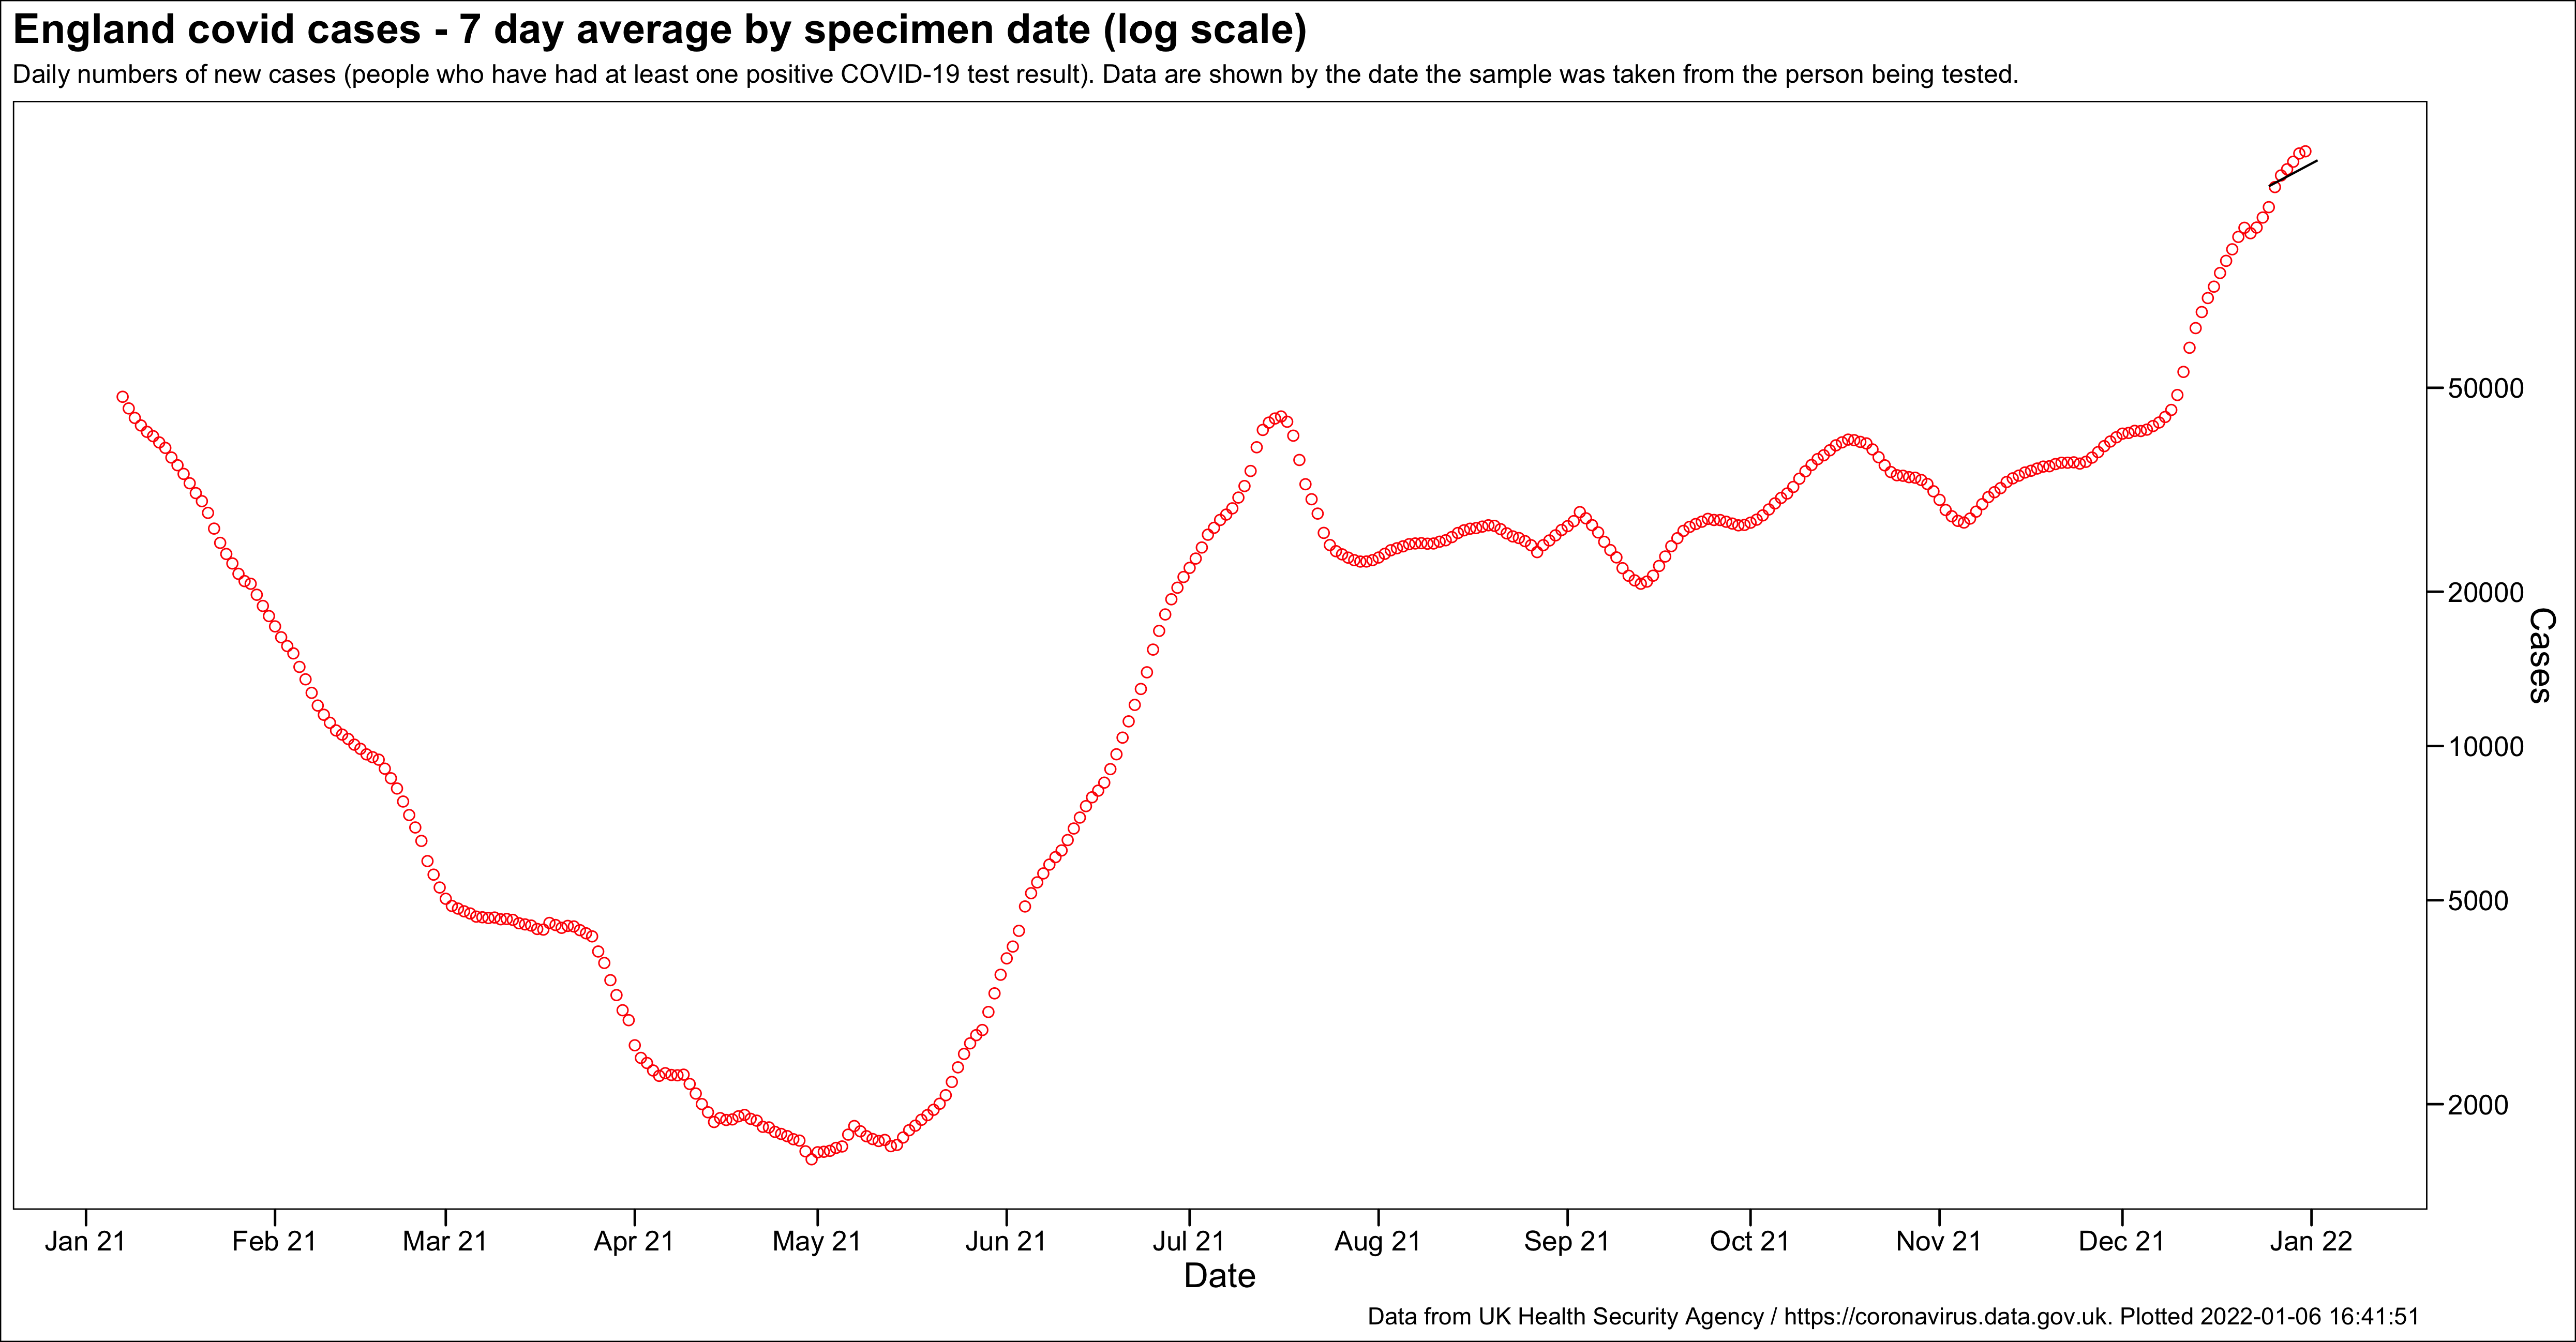 England covid cases - 7 day average by specimen date (log scale)
Daily numbers of new cases (people who have had at least one positive COVID-19 test result). Data are shown by the date the sample was taken from the person being tested.
50000
20000
10000
5000
2000
Cases
Jan 21 Feb 21 Mar 21 Apr 21 May 21 Jun 21 Jul 21 Aug 21 Sep 21 Oct 21 Nov 21 Dec 21 Jan 22
Date
Data from UK Health Security Agency / https://coronavirus.data.gov.uk. Plotted 2022-01-06 16:41:51